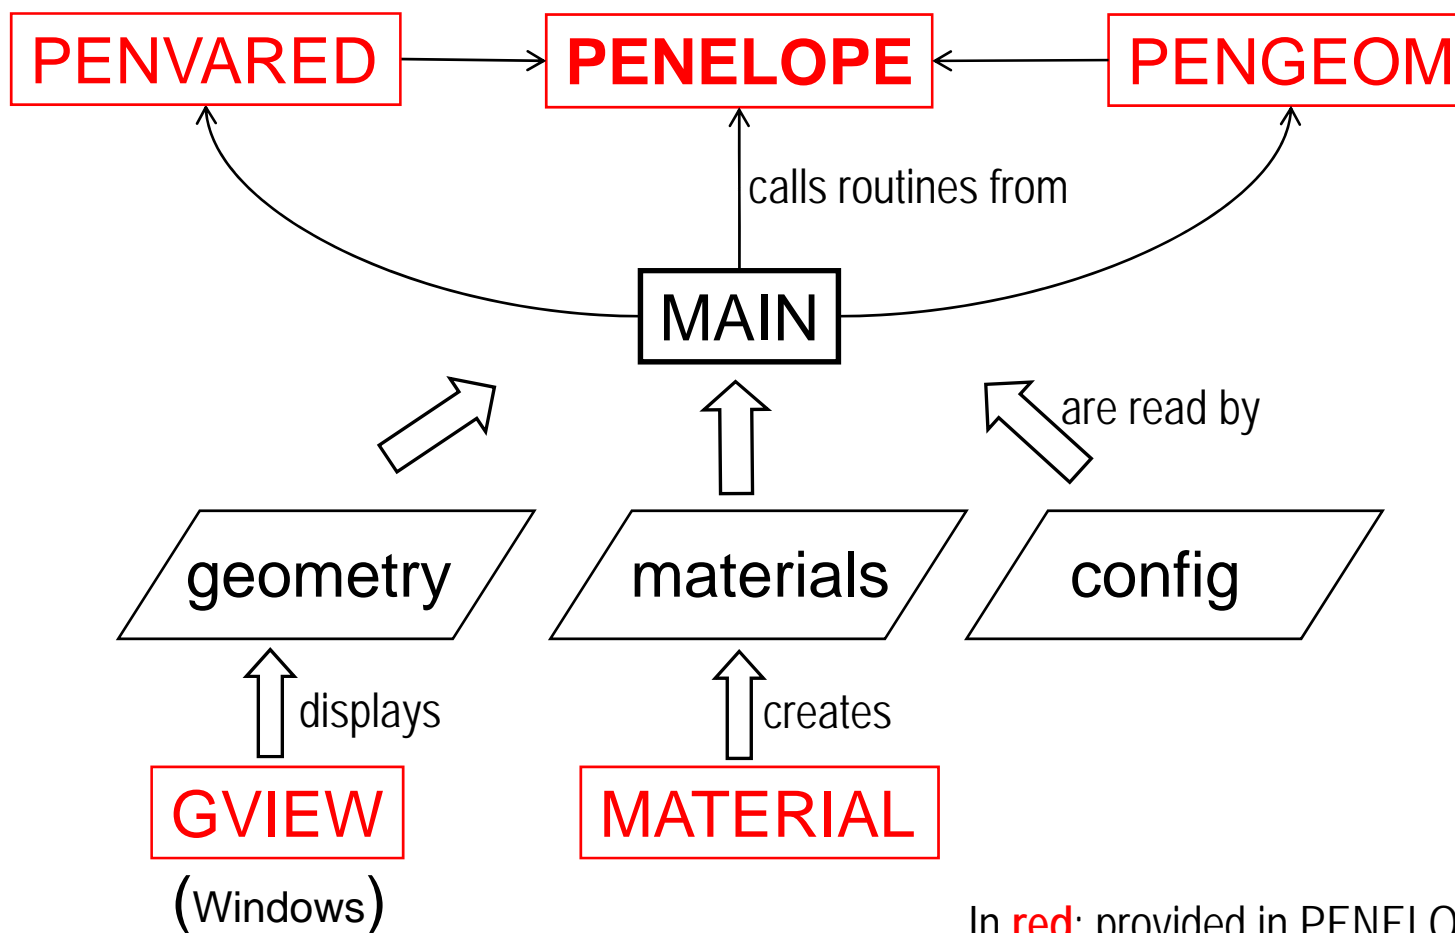 PENVARED
PENELOPE
PENGEOM
calls routines from
MAIN
are read by
geometry
materials
config
displays
creates
GVIEW
MATERIAL
(Windows)
In red: provided in PENELO